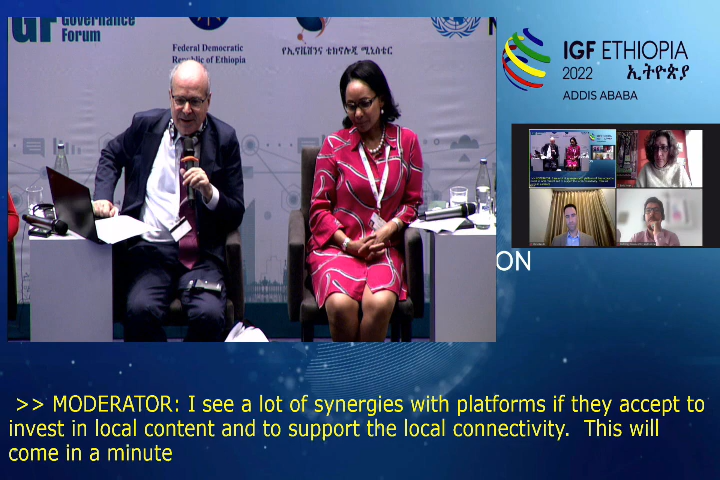 Governance
Forum
Federal Democratic
Republic of Ethiopia
የኢኖቬሽንና ቴክኖሎጂ ሚኒስቴር
IGF ETHIOPIA
2022 ኢትዮጵያ
ADDIS ABABA
ON
>> MODERATOR: I see a lot of synergies with platforms if they accept to
invest in local content and to support the local connectivity. This will
come in a minute